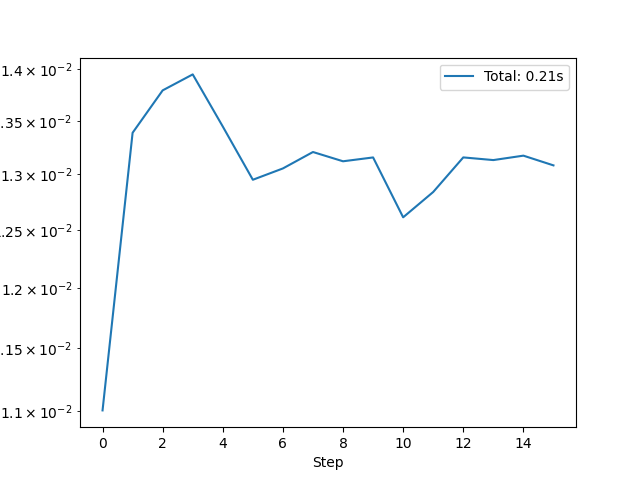 Total: 0.21s
1.4 × 10⁻²
.35 × 10⁻²
1.3 × 10⁻²
.25 × 10⁻²
1.2 × 10⁻²
.15 × 10⁻²
1.1 × 10⁻²
0 2 4 6 8 10 12 14
Step